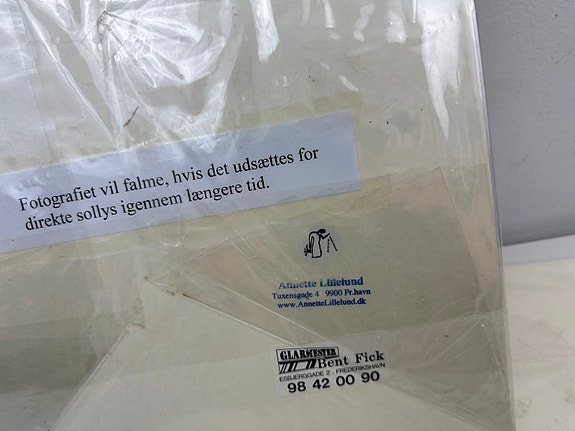 Fotografiet vil falme, hvis det udsættes for
direkte sollys igennem længere tid.
Annette Lillelund
Tuxensgade 4 9900 Fr.havn
www.AnnetteLillelund.dk
GLARMESTER
Bent Fick
ESBJERGGADE 2 . FREDERIKSHAVN
98 42 00 90